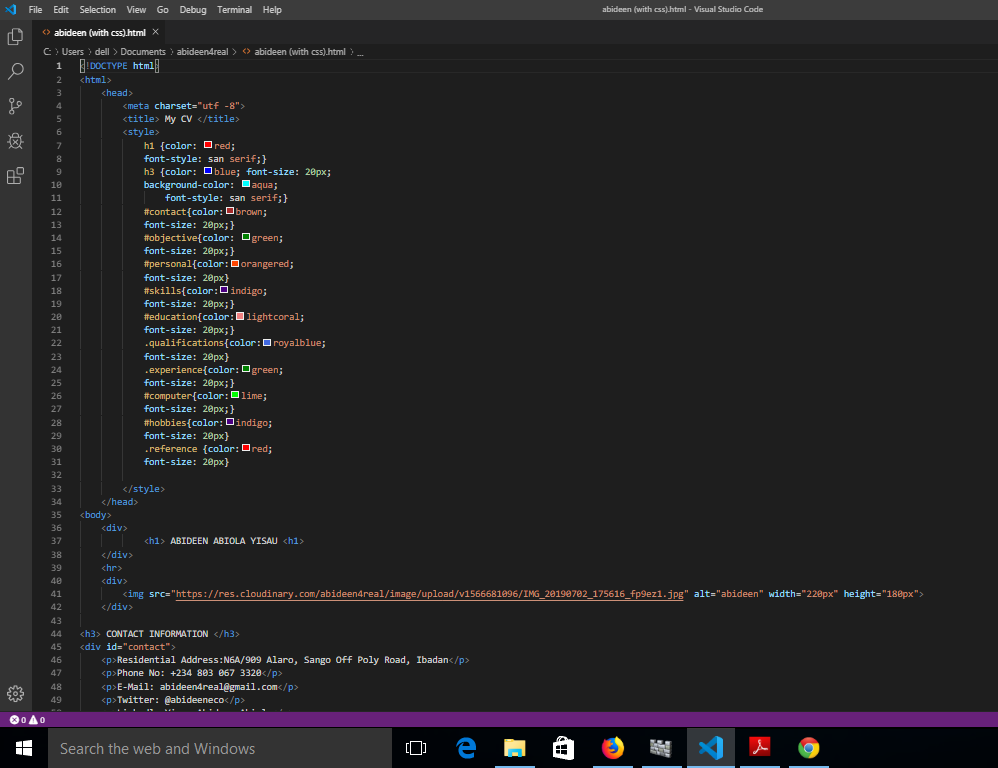 File Edit Selection View Go Debug Terminal Help
abideen (with css).html - Visual Studio Code
abideen (with css).html ×
C: > Users > dell > Documents > abideen4real > abideen (with css).html > ...
1 <!DOCTYPE html>
2 <html>
3 <head>
4 <meta charset="utf -8">
5 <title> My CV </title>
6 <style>
7 h1 {color: red;
8 font-style: san serif;}
9 h3 {color: blue; font-size: 20px;
10 background-color: aqua;
11 font-style: san serif;}
12 #contact{color: brown;
13 font-size: 20px;}
14 #objective{color: green;
15 font-size: 20px;}
16 #personal{color: orangered;
17 font-size: 20px}
18 #skills{color: indigo;
19 font-size: 20px;}
20 #education{color: lightcoral;
21 font-size: 20px;}
22 .qualifications{color: royalblue;
23 font-size: 20px}
24 .experience{color: green;
25 font-size: 20px;}
26 #computer{color: lime;
27 font-size: 20px;}
28 #hobbies{color: indigo;
29 font-size: 20px}
30 .reference {color: red;
31 font-size: 20px}
32
33 </style>
34 </head>
35 <body>
36 <div>
37 <h1> ABIDEEN ABIOLA YISAU <h1>
38 </div>
39 <hr>
40 <div>
41 <img src="https://res.cloudinary.com/abideen4real/image/upload/v1566681096/IMG_20190702_175616_fp9ez1.jpg" alt="abideen" width="220px" height="180px">
42 </div>
43
44 <h3> CONTACT INFORMATION </h3>
45 <div id="contact">
46 <p>Residential Address:N6A/909 Alaro, Sango Off Poly Road, Ibadan</p>
47 <p>Phone No: +234 803 067 3320</p>
48 <p>E-Mail: abideen4real@gmail.com</p>
49 <p>Twitter: @abideeneco</p>
0 0
Search the web and Windows